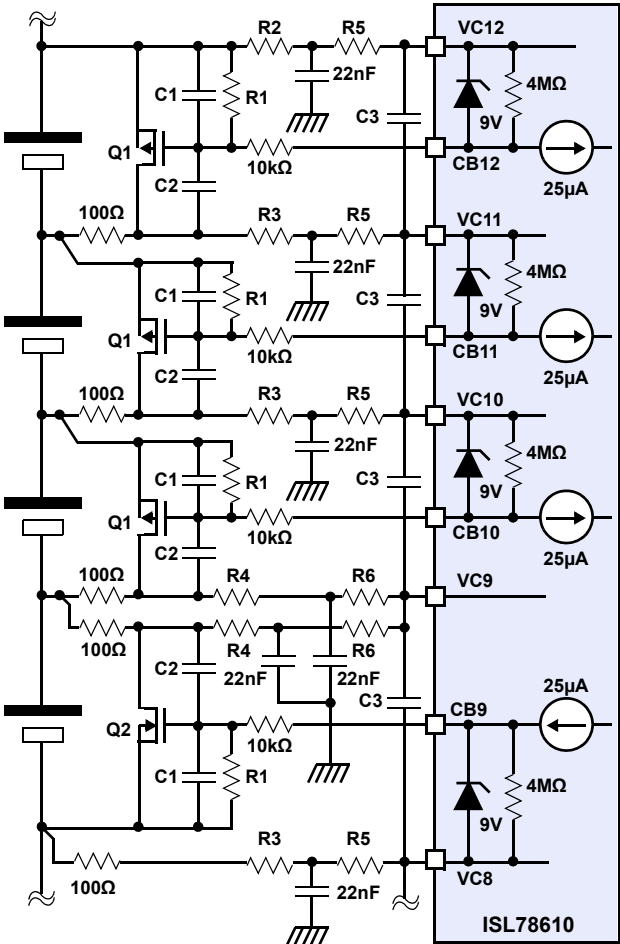 R2 R5 VC12
22nF
C1 R1 C3 4MΩ
9V
Q1 10kΩ CB12
C2 25µA
100Ω R3 R5 VC11
22nF
C1 R1 C3 4MΩ
9V
Q1 10kΩ CB11
C2 25µA
100Ω R3 R5 VC10
22nF
C1 R1 C3 4MΩ
9V
Q1 10kΩ CB10
C2 25µA
100Ω R4 R6 VC9
100Ω R4 R6
C2 22nF 22nF 25µA
C3 CB9
Q2 10kΩ
C1 R1 4MΩ
9V
R3 R5
100Ω 22nF VC8
ISL78610